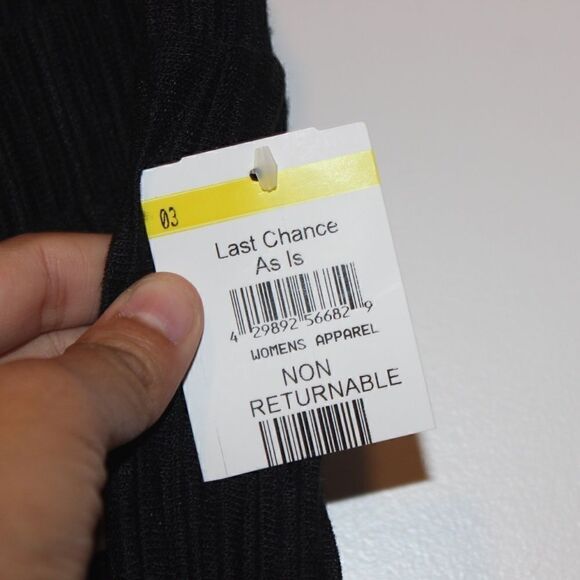 03
Last Chance
As Is
4 29892 56682 9
WOMENS APPAREL
NON
RETURNABLE